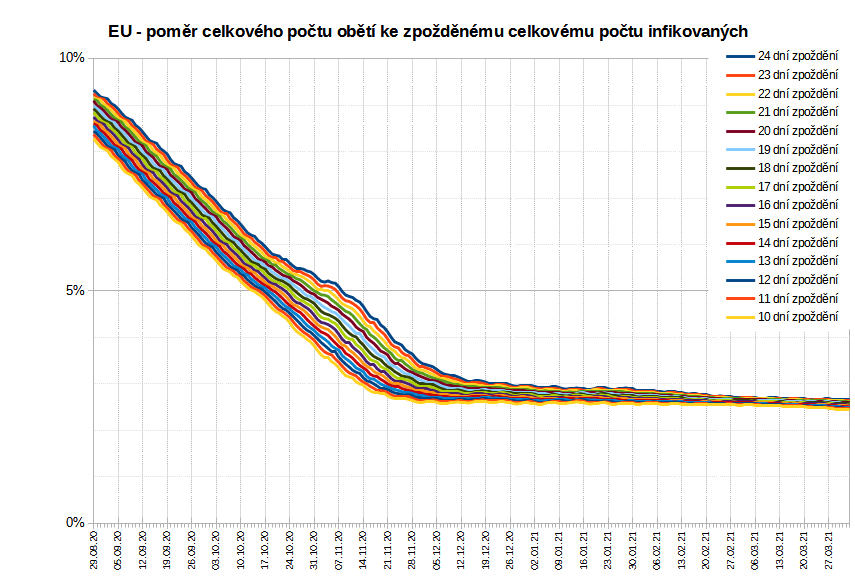 EU - poměr celkového počtu obětí ke zpožděnému celkovému počtu infikovaných
10%
5%
0%
24 dní zpoždění
23 dní zpoždění
22 dní zpoždění
21 dní zpoždění
20 dní zpoždění
19 dní zpoždění
18 dní zpoždění
17 dní zpoždění
16 dní zpoždění
15 dní zpoždění
14 dní zpoždění
13 dní zpoždění
12 dní zpoždění
11 dní zpoždění
10 dní zpoždění
29.08.20
05.09.20
12.09.20
19.09.20
26.09.20
03.10.20
10.10.20
17.10.20
24.10.20
31.10.20
07.11.20
14.11.20
21.11.20
28.11.20
05.12.20
12.12.20
19.12.20
26.12.20
02.01.21
09.01.21
16.01.21
23.01.21
30.01.21
06.02.21
13.02.21
20.02.21
27.02.21
06.03.21
13.03.21
20.03.21
27.03.21